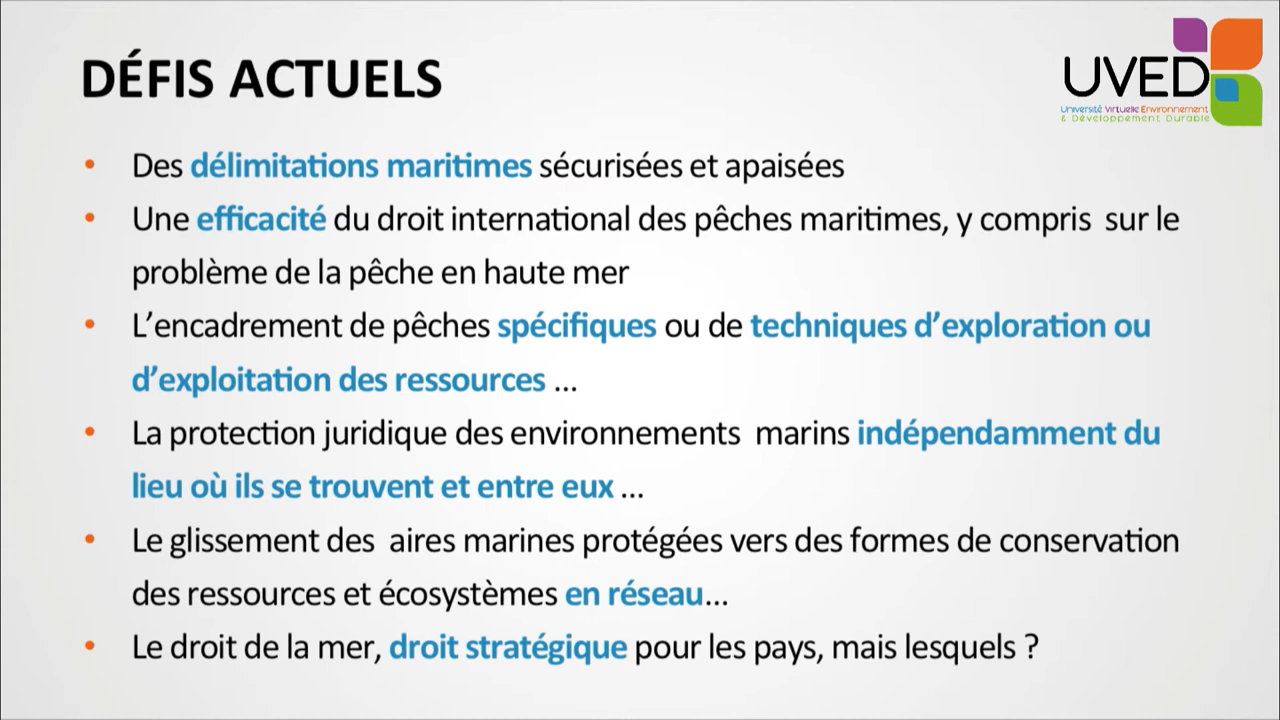 DÉFIS ACTUELS
UVED
Université Virtuelle Environnement
& Développement Durable
• Des délimitations maritimes sécurisées et apaisées
• Une efficacité du droit international des pêches maritimes, y compris sur le
problème de la pêche en haute mer
• L'encadrement de pêches spécifiques ou de techniques d'exploration ou
d'exploitation des ressources ...
• La protection juridique des environnements marins indépendamment du
lieu où ils se trouvent et entre eux ...
• Le glissement des aires marines protégées vers des formes de conservation
des ressources et écosystèmes en réseau...
• Le droit de la mer, droit stratégique pour les pays, mais lesquels ?